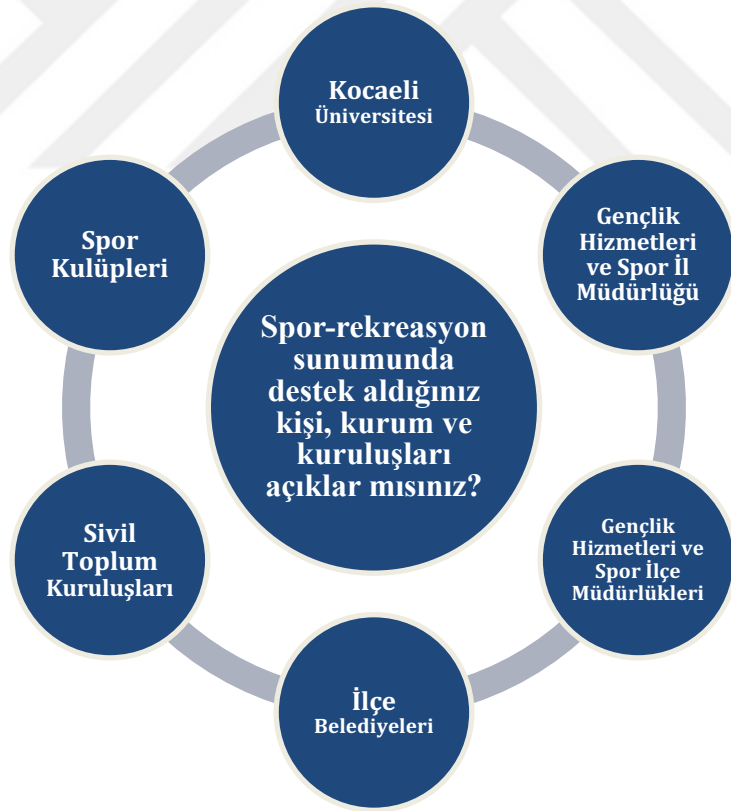 Kocaeli
Üniversitesi
Gençlik
Hizmetleri
ve Spor İl
Müdürlüğü
Gençlik
Hizmetleri ve
Spor İlçe
Müdürlükleri
İlçe
Belediyeleri
Sivil
Toplum
Kuruluşları
Spor
Kulüpleri
Spor-rekreasyon
sunumunda
destek aldığınız
kişi, kurum ve
kuruluşları
açıklar mısınız?